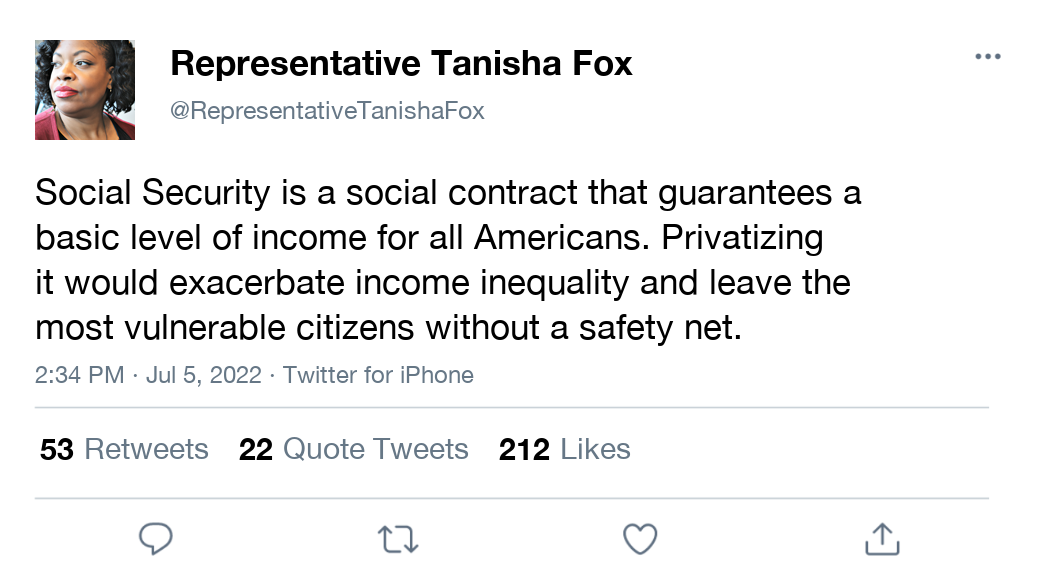 Representative Tanisha Fox
@RepresentativeTanishaFox
Social Security is a social contract that guarantees a
basic level of income for all Americans. Privatizing
it would exacerbate income inequality and leave the
most vulnerable citizens without a safety net.
2:34 PM · Jul 5, 2022 · Twitter for iPhone
53 Retweets 22 Quote Tweets 212 Likes